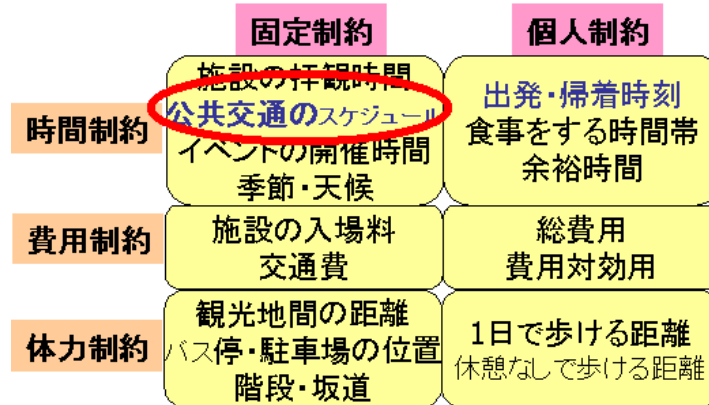 固定制約
個人制約
時間制約
施設の拝観時間
公共交通のスケジュール
イベントの開催時間
季節・天候
出発・帰着時刻
食事をする時間帯
余裕時間
費用制約
施設の入場料
交通費
総費用
費用対効用
体力制約
観光地間の距離
バス停・駐車場の位置
階段・坂道
1日で歩ける距離
休憩なしで歩ける距離